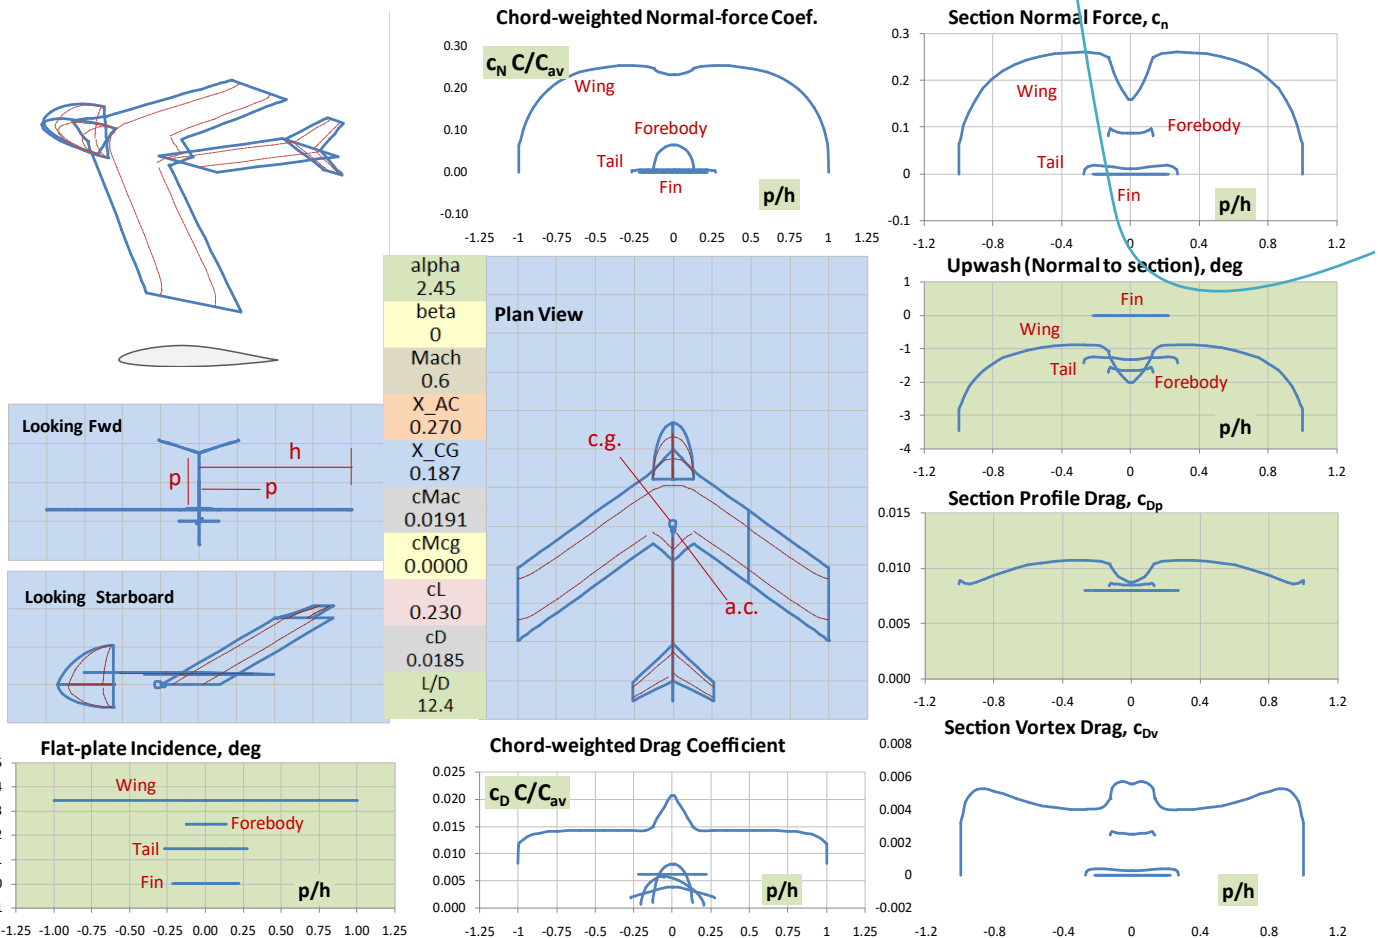 Chord-weighted Normal-force Coef.
0.30
0.20
0.10
0.00
-0.10
c_N C/C_av
Wing
Forebody
Tail
Fin
p/h
-1.25 -1 -0.75 -0.5 -0.25 0 0.25 0.5 0.75 1 1.25
Section Normal Force, c_n
0.3
0.2
0.1
0
-0.1
Wing
Forebody
Tail
Fin
p/h
-1.2 -0.8 -0.4 0 0.4 0.8 1.2
alpha
2.45
beta
0
Mach
0.6
X_AC
0.270
X_CG
0.187
cMac
0.0191
cMcg
0.0000
cL
0.230
cD
0.0185
L/D
12.4
Plan View
c.g.
a.c.
Upwash (Normal to section), deg
1
0
-1
-2
-3
-4
Fin
Wing
Tail
Forebody
p/h
-1.2 -0.8 -0.4 0 0.4 0.8 1.2
Looking Fwd
h
p
p
Looking Starboard
Section Profile Drag, c_Dp
0.015
0.010
0.005
0.000
-1.2 -0.8 -0.4 0 0.4 0.8 1.2
Flat-plate Incidence, deg
Wing
Forebody
Tail
Fin
p/h
-1.25 -1.00 -0.75 -0.50 -0.25 0.00 0.25 0.50 0.75 1.00 1.25
Chord-weighted Drag Coefficient
0.025
0.020
0.015
0.010
0.005
0.000
c_D C/C_av
p/h
-1.25 -1 -0.75 -0.5 -0.25 0 0.25 0.5 0.75 1 1.25
Section Vortex Drag, c_Dv
0.008
0.006
0.004
0.002
0
-0.002
p/h
-1.2 -0.8 -0.4 0 0.4 0.8 1.2